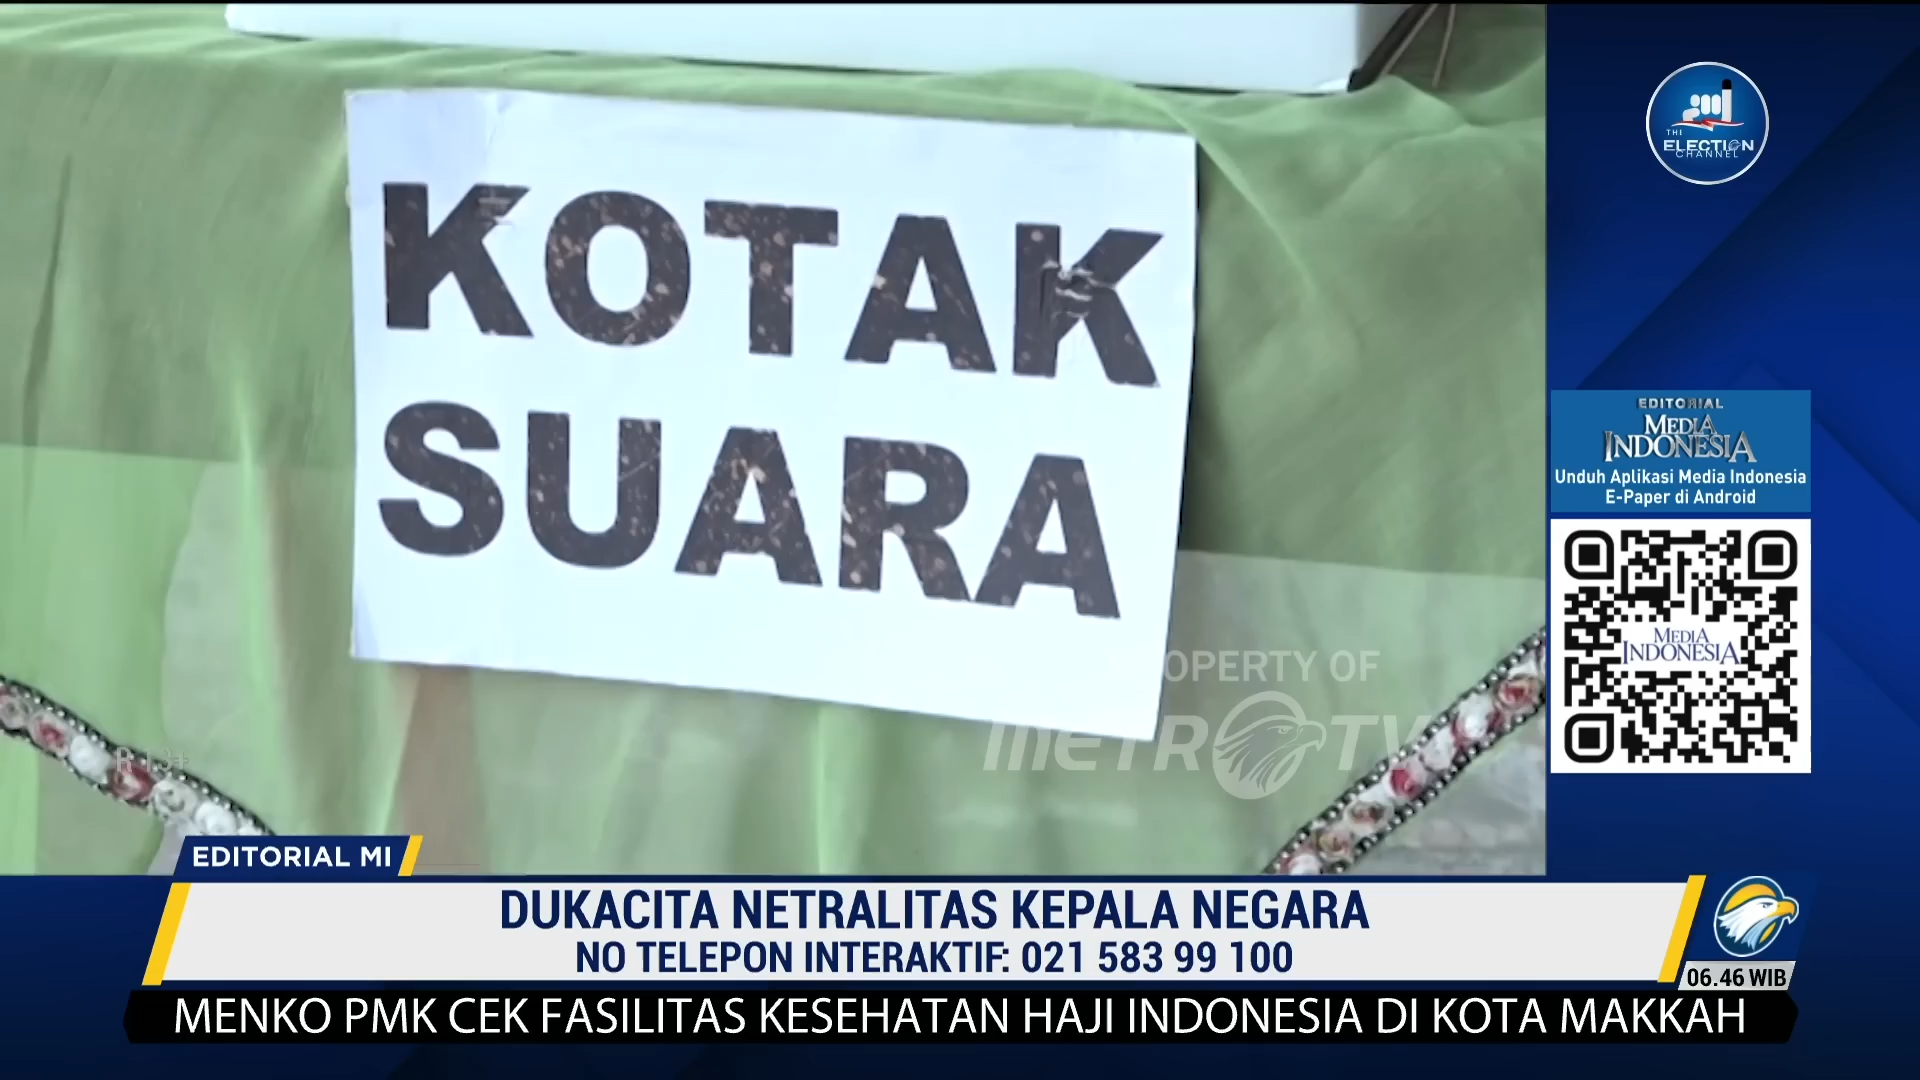 KOTAK
SUARA
THE
ELECTION
CHANNEL
EDITORIAL
MEDIA
INDONESIA
Unduh Aplikasi Media Indonesia
E-Paper di Android
MEDIA
INDONESIA
OPERTY OF
METRO TV
R 13+
EDITORIAL MI
DUKACITA NETRALITAS KEPALA NEGARA
NO TELEPON INTERAKTIF: 021 583 99 100
06.46 WIB
MENKO PMK CEK FASILITAS KESEHATAN HAJI INDONESIA DI KOTA MAKKAH